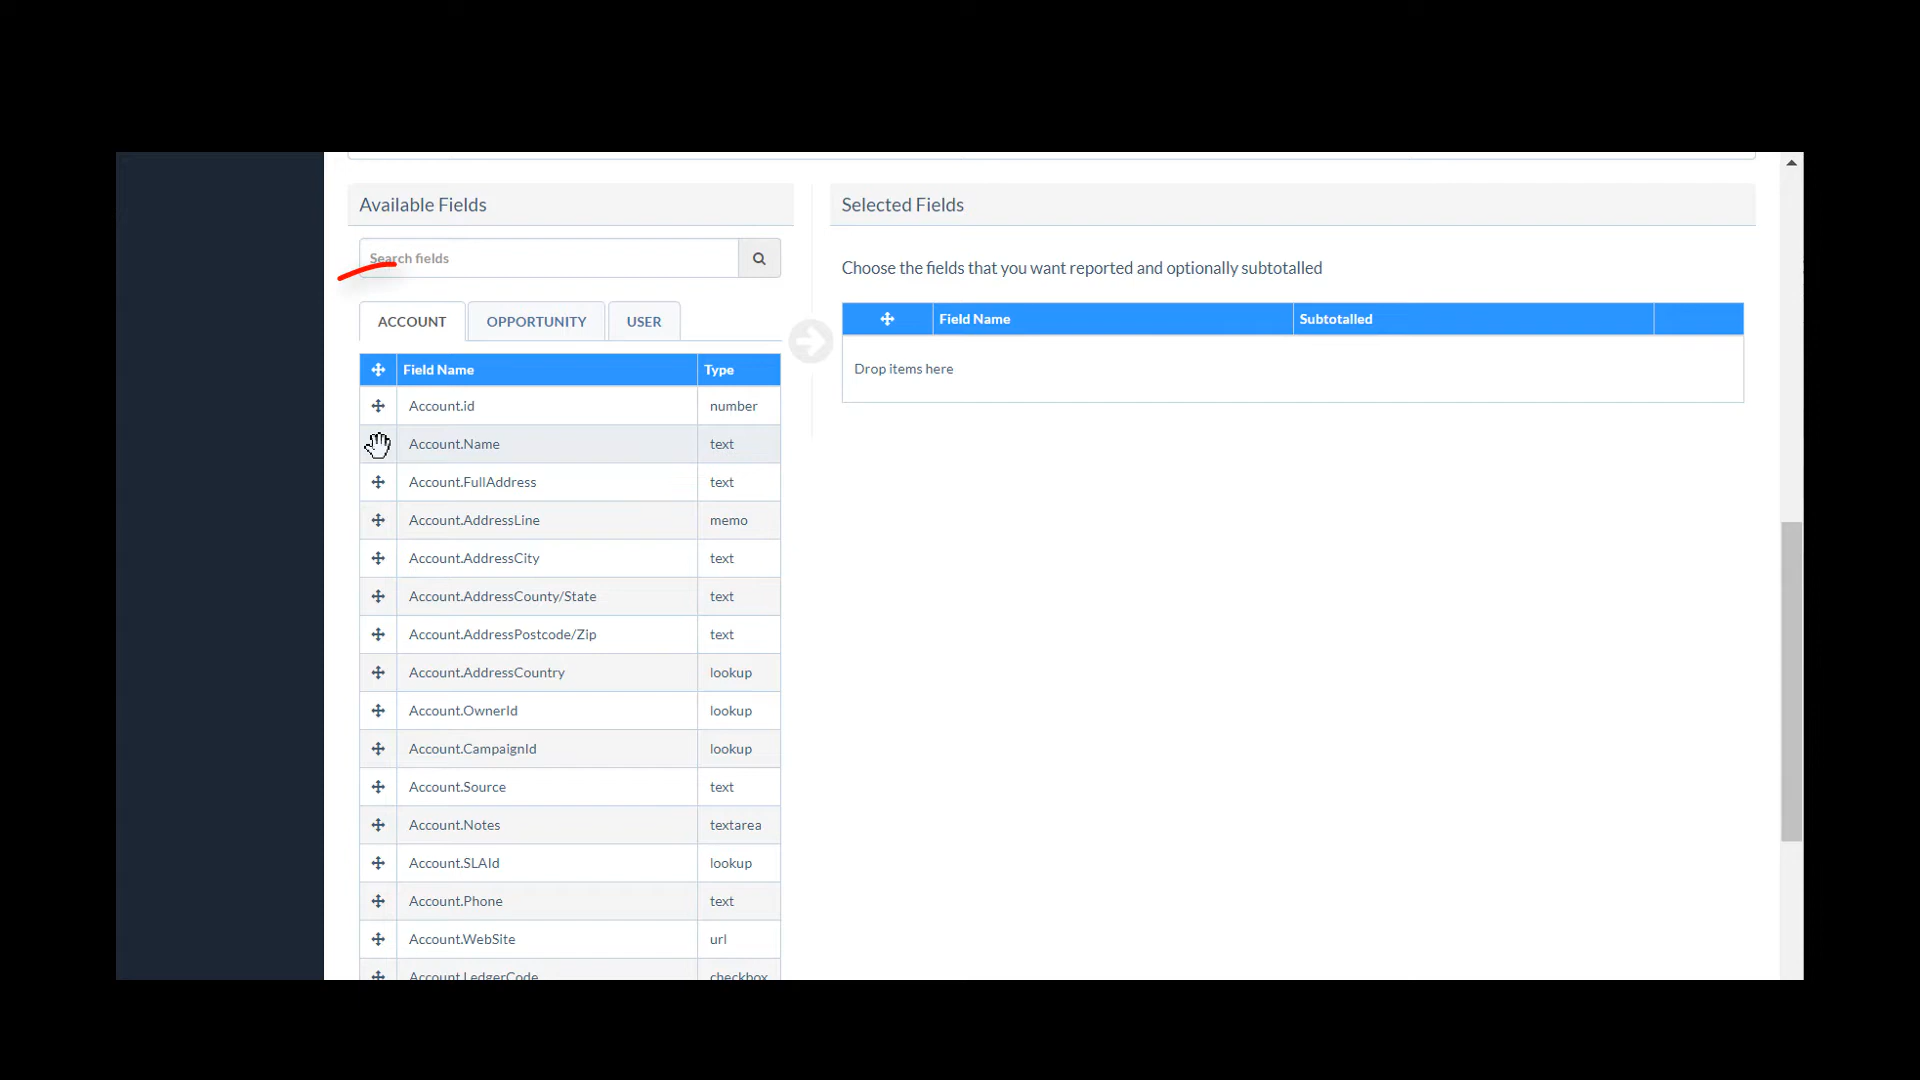 Available Fields
Search fields
ACCOUNT OPPORTUNITY USER
Field Name Type
Account.id number
Account.Name text
Account.FullAddress text
Account.AddressLine memo
Account.AddressCity text
Account.AddressCounty/State text
Account.AddressPostcode/Zip text
Account.AddressCountry lookup
Account.OwnerId lookup
Account.CampaignId lookup
Account.Source text
Account.Notes textarea
Account.SLAId lookup
Account.Phone text
Account.WebSite url
Account.LedgerCode checkbox
Selected Fields
Choose the fields that you want reported and optionally subtotalled
Field Name Subtotalled
Drop items here